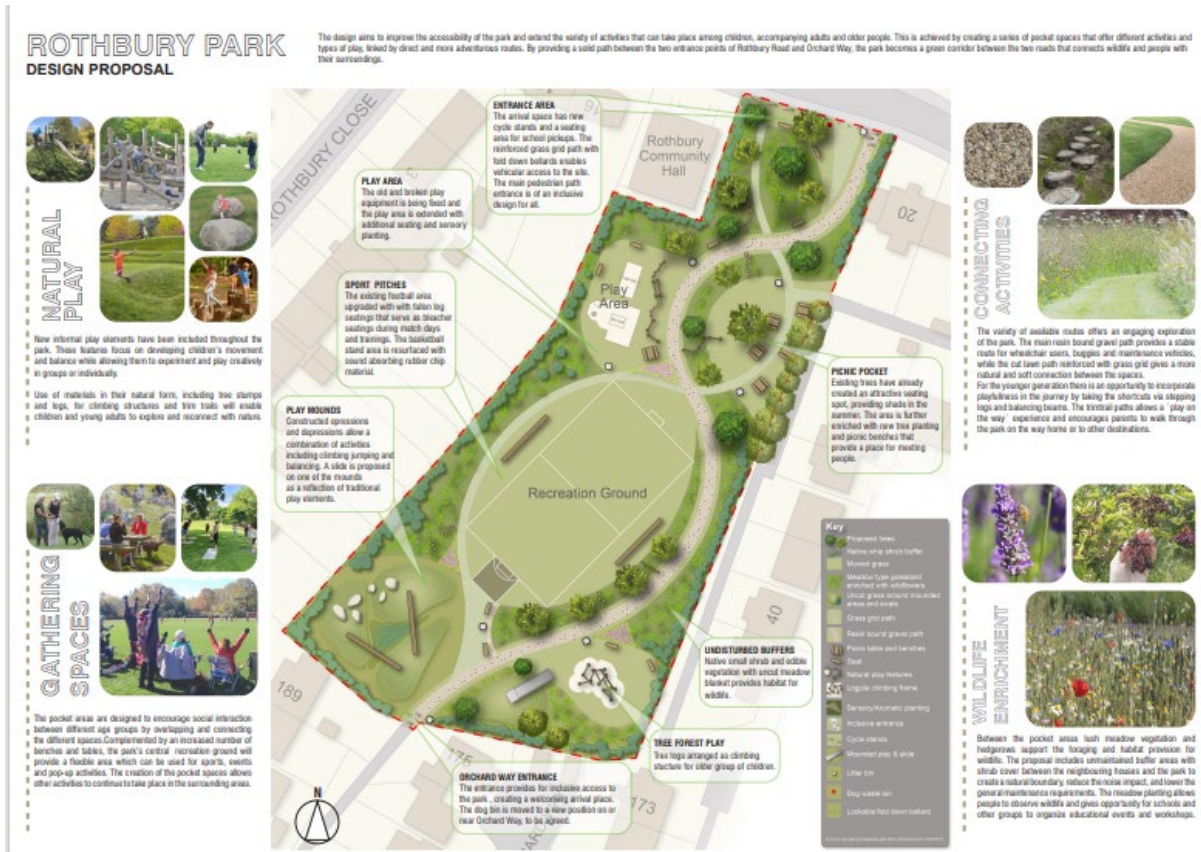 ROTHBURY PARK
DESIGN PROPOSAL
The design aims to improve the accessibility of the park and extend the variety of activities that can take place among children, accompanying adults and older people. This is achieved by creating a series of pocket spaces that offer different activities and
types of play, linked by direct and more adventurous routes. By providing a solid path between the two entrance points of Rothbury Road and Orchard Way, the park becomes a green corridor between the two roads that connects wildlife and people with
their surroundings.
NATURAL
PLAY
New informal play elements have been included throughout the
park. These features focus on developing children's movement
and balance while allowing them to experiment and play creatively
in groups or individually.
Use of materials in their natural form, including tree stumps
and logs, for climbing structures and trim trails will enable
children and young adults to explore and reconnect with nature.
GATHERING
SPACES
The pocket areas are designed to encourage social interaction
between different age groups by overlapping and connecting
the different spaces.Complemented by an increased number of
benches and tables, the park's central recreation ground will
provide a flexible area which can be used for sports, events
and pop-up activities. The creation of the pocket spaces allows
other activities to continue to take place in the surrounding areas.
ROTHBURY CLOSE
16
ENTRANCE AREA
The arrival space has new
cycle stands and a seating
area for school pickups. The
reinforced grass grid path with
fold down bollards enables
vehicular access to the site.
The main pedestrian path
entrance is of an inclusive
design for all.
Rothbury
Community
Hall
20
PLAY AREA
The old and broken play
equipment is being fixed and
the play area is extended with
additional seating and sensory
planting.
SPORT PITCHES
The existing football area
upgraded with with fallen log
seatings that serve as bleacher
seatings during match days
and trainings. The basketball
stand area is resurfaced with
sound absorbing rubber chip
material.
Play
Area
PICNIC POCKET
Existing trees have already
created an attractive seating
spot, providing shade in the
summer. The area is further
enriched with new tree planting
and picnic benches that
provide a place for meeting
people.
PLAY MOUNDS
Constructed upressions
and depressions allow a
combination of activities
including climbing jumping and
balancing. A slide is proposed
on one of the mounds
as a reflection of traditional
play elements.
Recreation Ground
40
UNDISTURBED BUFFERS
Native small shrub and edible
vegetation with uncut meadow
blanket provides habitat for
wildlife.
189
175
173
TREE FOREST PLAY
Tree logs arranged as climbing
stucture for older group of children.
ORCHARD WAY ENTRANCE
The entrance provides for inclusive access to
the park , creating a welcoming arrival place.
The dog bin is moved to a new position on or
near Orchard Way, to be agreed.
N
Key
Proposed trees
Native whip shrub buffer
Mowed grass
Meadow type grassland
enriched with wildflowers
Uncut grass around mounded
areas and swale
Grass grid path
Resin bound gravel path
Picnic table and benches
Seat
Natural play features
Logpile climbing frame
Sensory/Aromatic planting
Inclusive entrance
Cycle stands
Mounded play & slide
Litter bin
Dog waste bin
Lockable fold down bollard
CONNECTING
ACTIVITIES
The variety of available routes offers an engaging exploration
of the park. The main resin bound gravel path provides a stable
route for wheelchair users, buggies and maintenance vehicles,
while the cut lawn path reinforced with grass grid gives a more
natural and soft connection between the spaces.
For the younger generation there is an opportunity to incorporate
playfulness in the journey by taking the shortcuts via stepping
logs and balancing beams. The trimtrail paths allows a ' play on
the way ' experience and encourages parents to walk through
the park on the way home or to other destinations.
WILDLIFE
ENRICHMENT
Between the pocket areas lush meadow vegetation and
hedgerows support the foraging and habitat provision for
wildlife. The proposal includes unmaintained buffer areas with
shrub cover between the neighbouring houses and the park to
create a natural boundary, reduce the noise impact, and lower the
general maintenance requirements. The meadow planting allows
people to observe wildlife and gives opportunity for schools and
other groups to organize educational events and workshops.